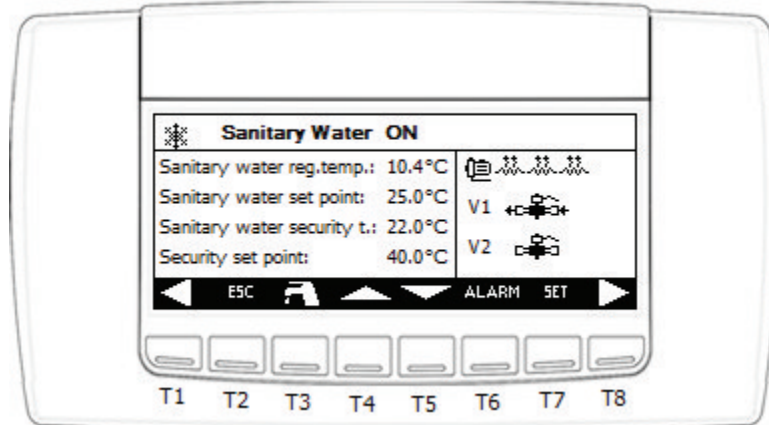 Sanitary Water ON
Sanitary water reg.temp.: 10.4°C
Sanitary water set point: 25.0°C
Sanitary water security t.: 22.0°C
Security set point: 40.0°C
V1
V2
ESC ALARM SET
T1 T2 T3 T4 T5 T6 T7 T8